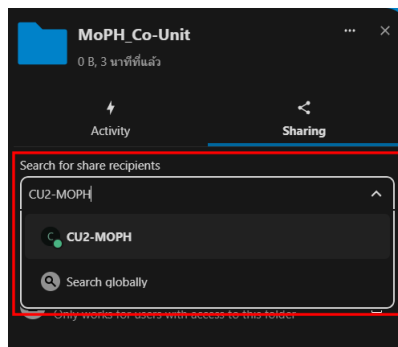 MoPH_Co-Unit
0 B, 3 นาทีที่แล้ว
Activity
Sharing
Search for share recipients
CU2-MOPH
C
CU2-MOPH
Search globally
Only works for users with access to this folder